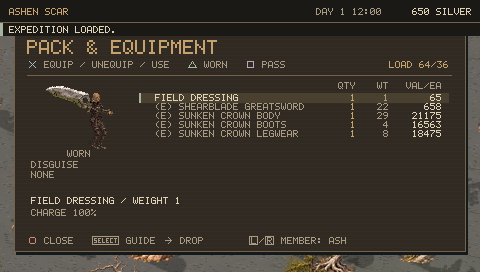 ASHEN SCAR DAY 1 12:00 650 SILVER
EXPEDITION LOADED.
PACK & EQUIPMENT
EQUIP / UNEQUIP / USE WORN PACK LOAD 64/36
QTY WT VAL/EA
FIELD DRESSING 1 1 65
(E) SHEARBLADE GREATSWORD 1 22 658
(E) SUNKEN CROWN BODY 1 29 21175
(E) SUNKEN CROWN BOOTS 1 4 16563
(E) SUNKEN CROWN LEGWEAR 1 8 18475
WORN
DISGUISE
NONE
FIELD DRESSING / WEIGHT 1
CHARGE 100%
CLOSE SELECT GUIDE → DROP L/R MEMBER: ASH